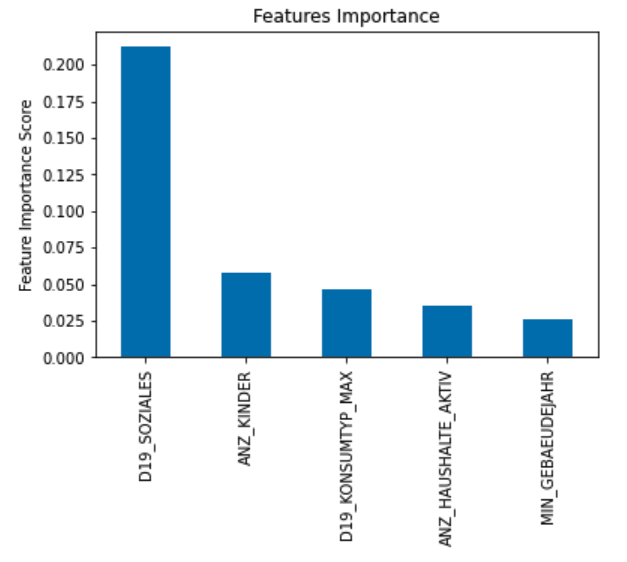 Features Importance
Feature Importance Score
0.200
0.175
0.150
0.125
0.100
0.075
0.050
0.025
0.000
D19_SOZIALES
ANZ_KINDER
D19_KONSUMTYP_MAX
ANZ_HAUSHALTE_AKTIV
MIN_GEBAEUDEJAHR